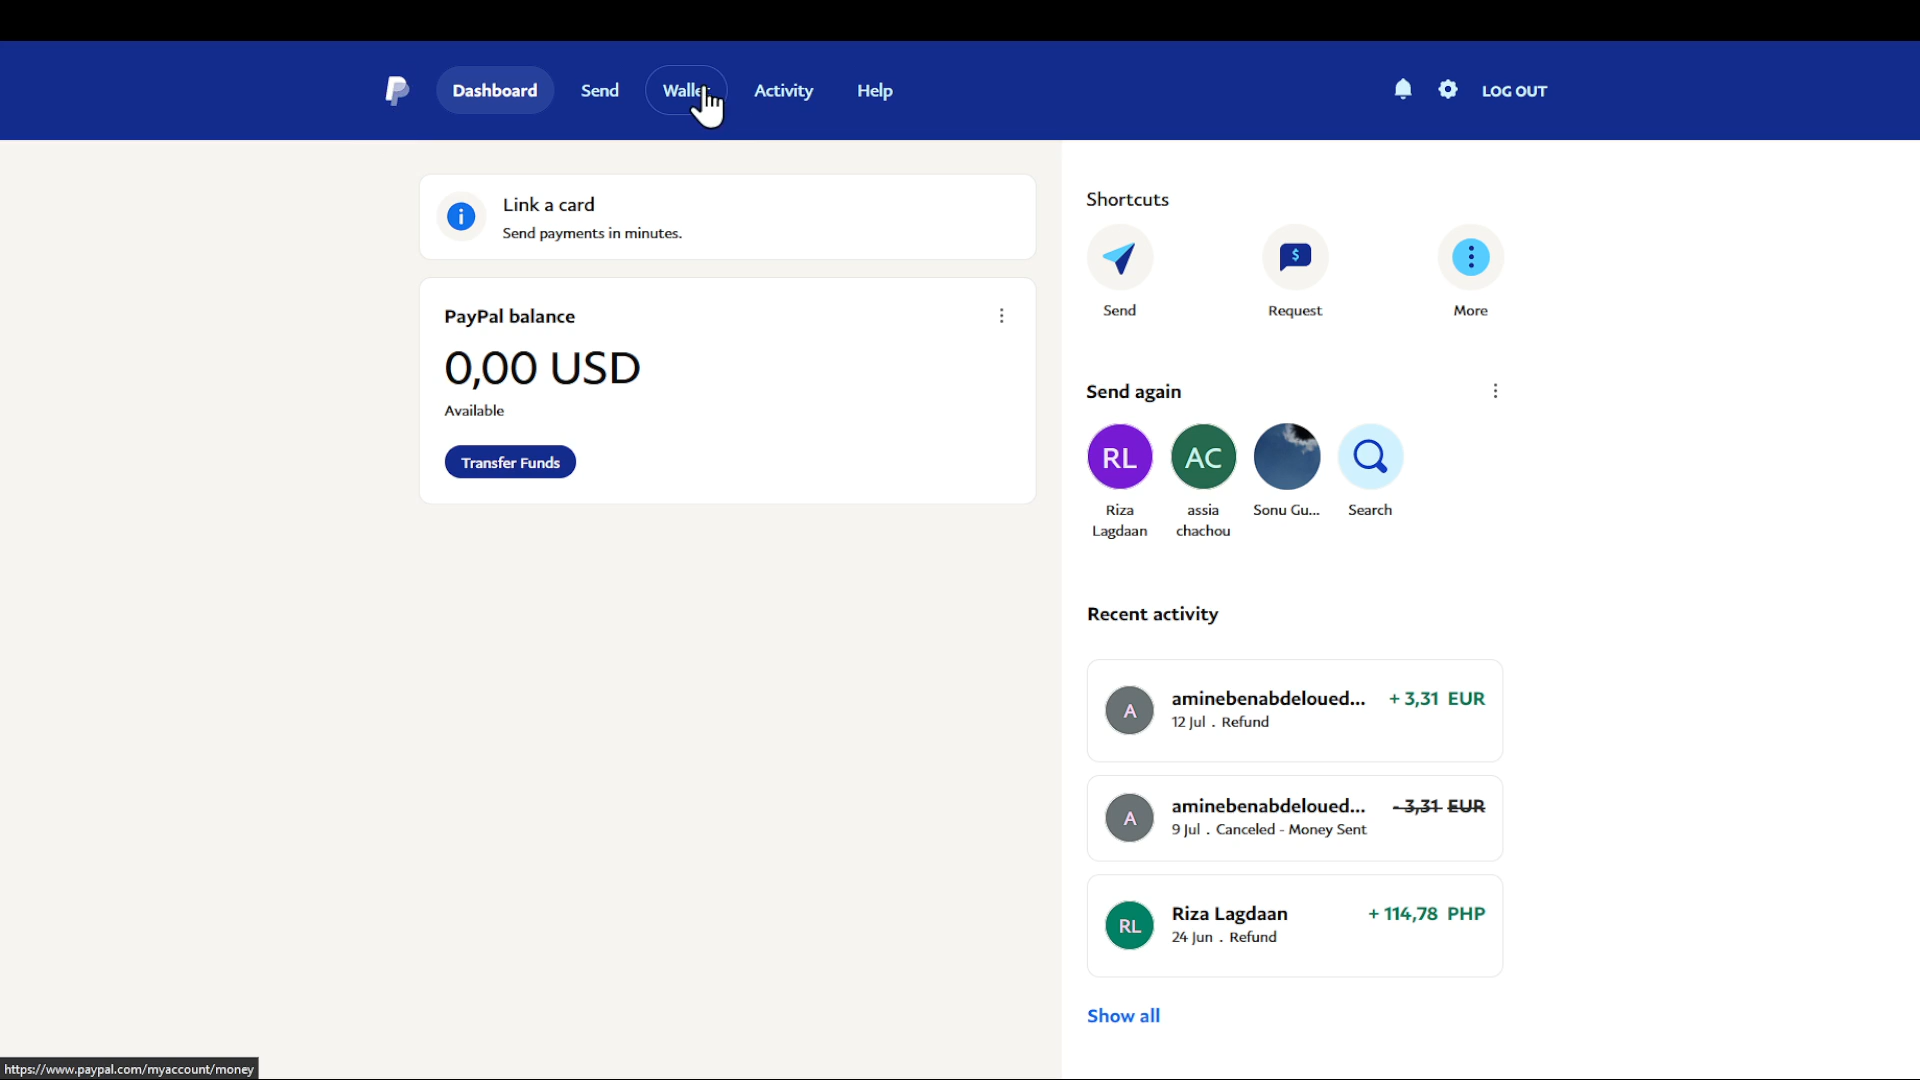 Dashboard Send Activity Help LOG OUT
Link a card
Send payments in minutes.
PayPal balance
0,00 USD
Available
Transfer Funds
Shortcuts
$
Send Request More
Send again
RL AC
Riza Lagdaan
assia chachou
Sonu Gu...
Search
Recent activity
A
aminebenabdeloued... + 3,31 EUR
12 Jul . Refund
A
aminebenabdeloued... - 3,31 EUR
9 Jul . Canceled - Money Sent
RL
Riza Lagdaan + 114,78 PHP
24 Jun . Refund
Show all
https://www.paypal.com/myaccount/money